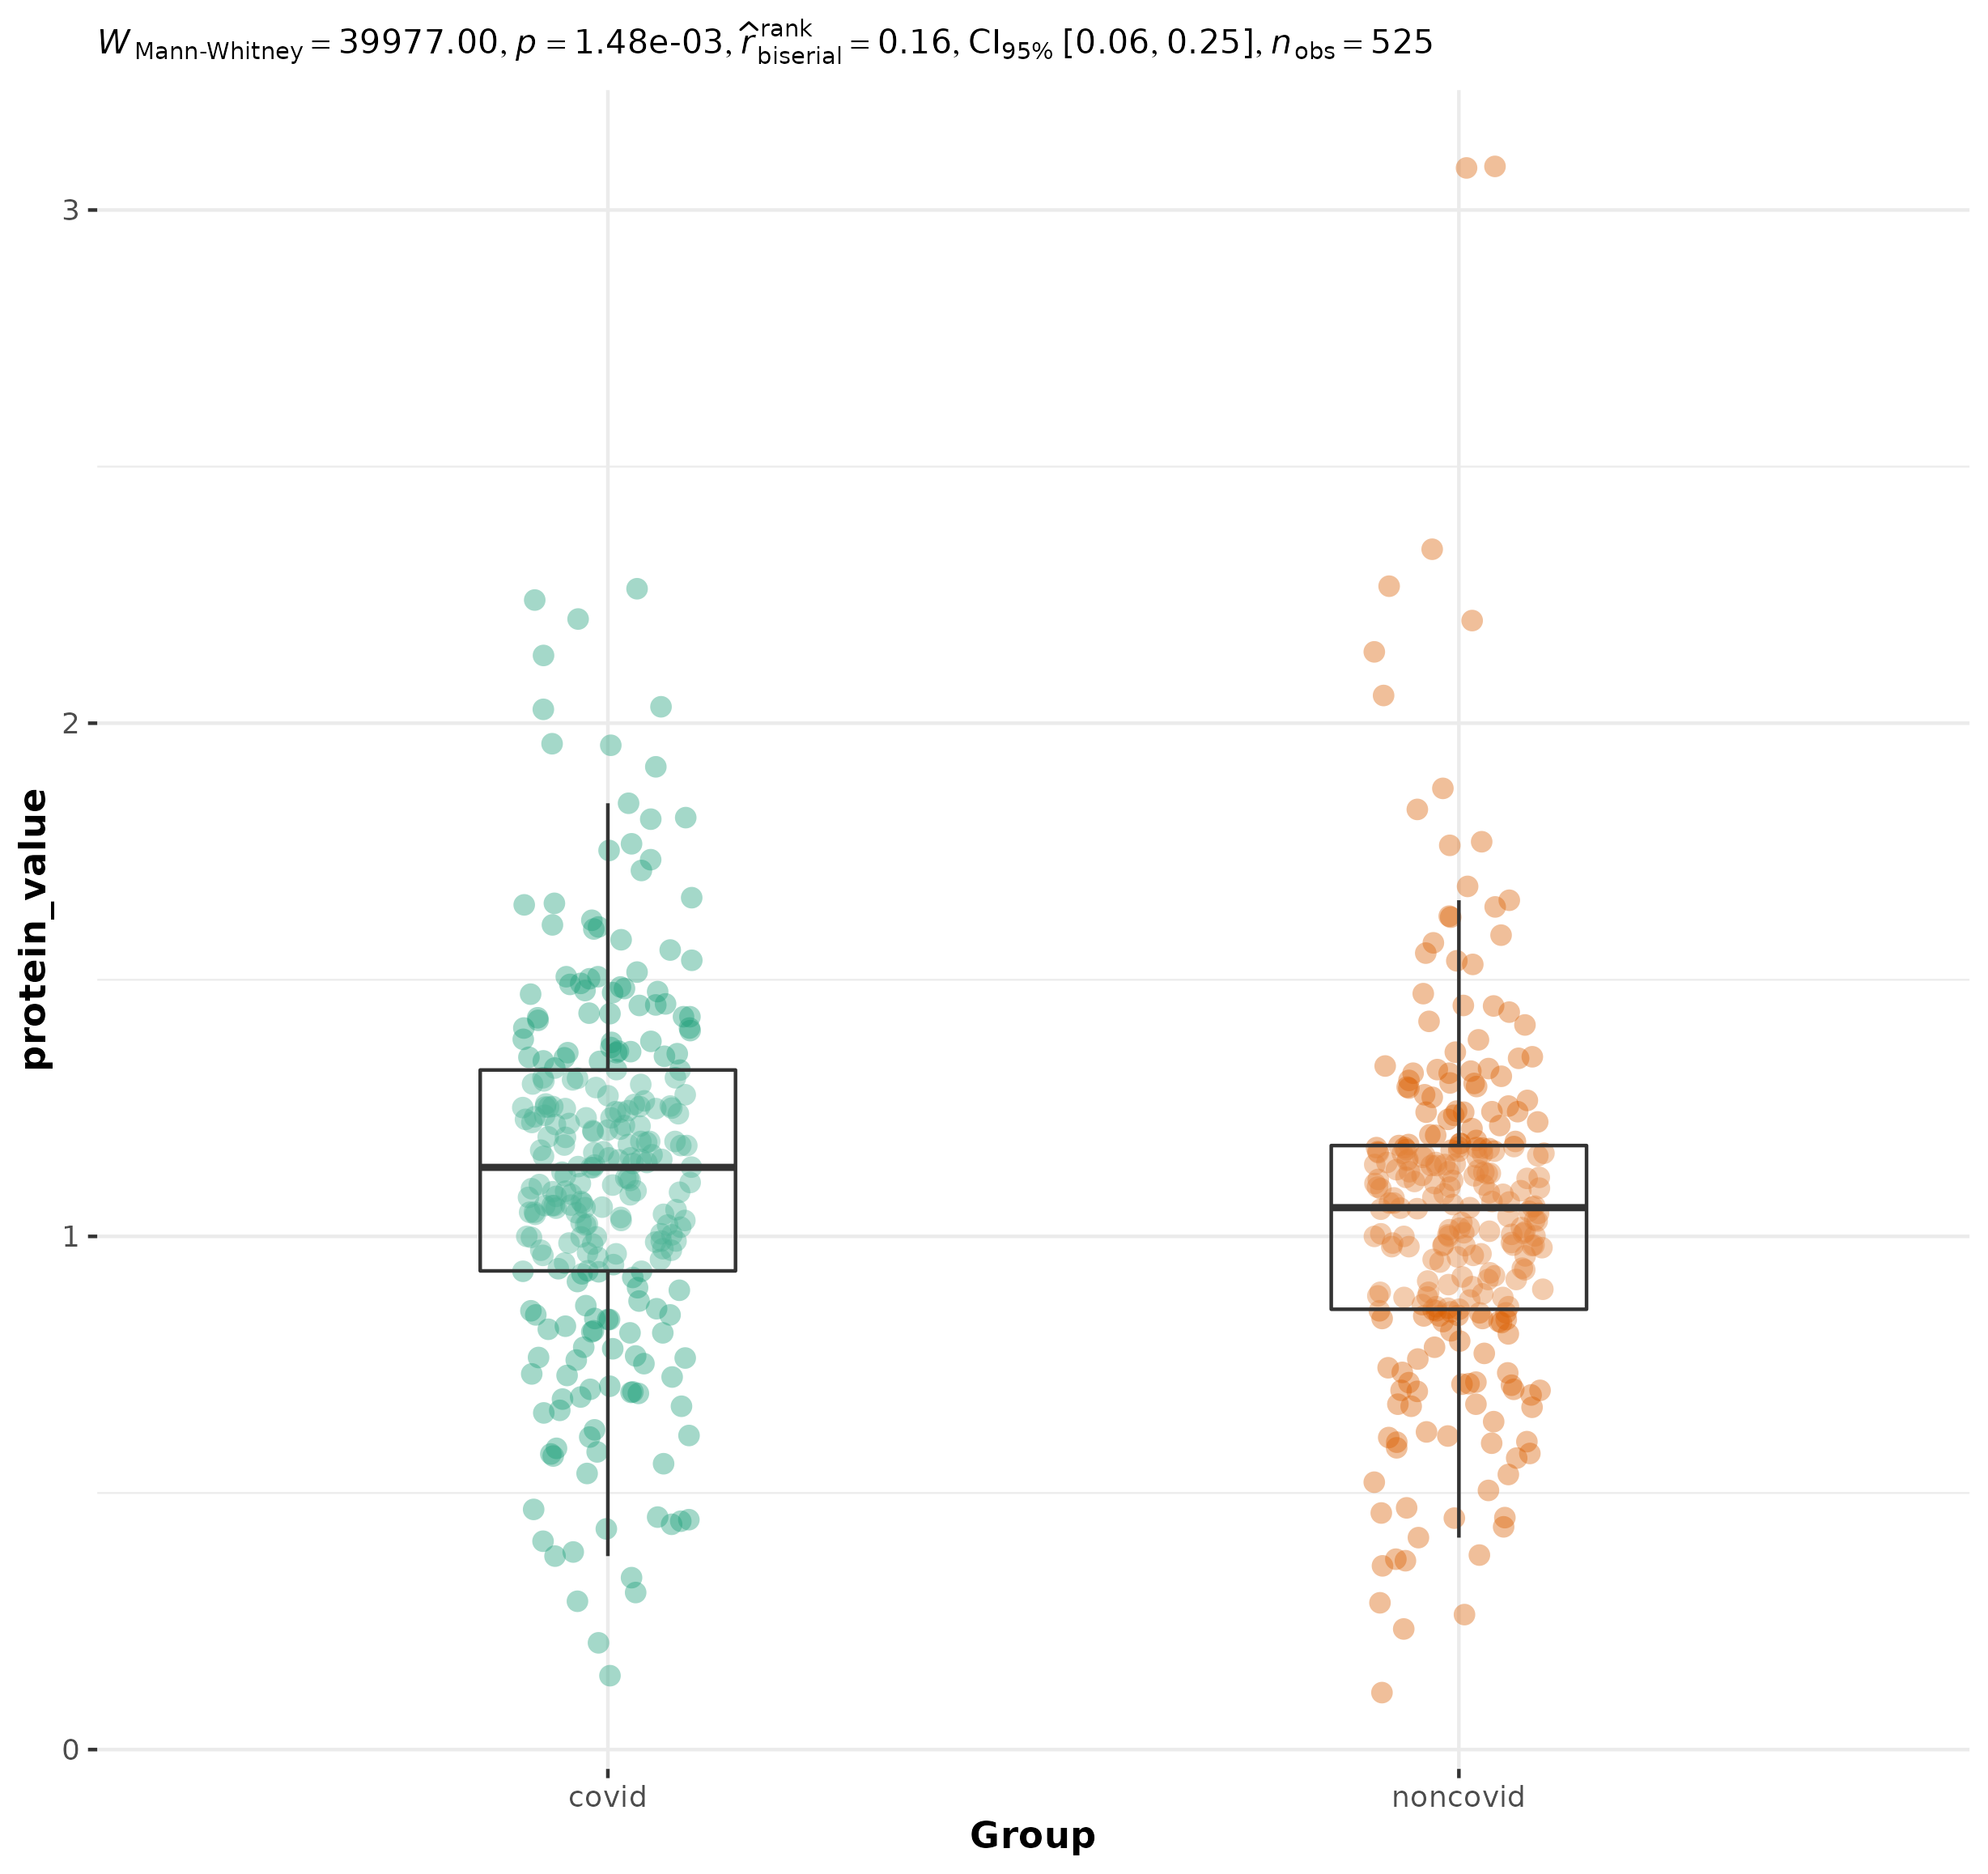 W Mann-Whitney = 39977.00, p = 1.48e-03, r̂ rank biserial = 0.16, CI95% [0.06, 0.25], n obs = 525
3
2
1
0
protein_value
covid noncovid
Group